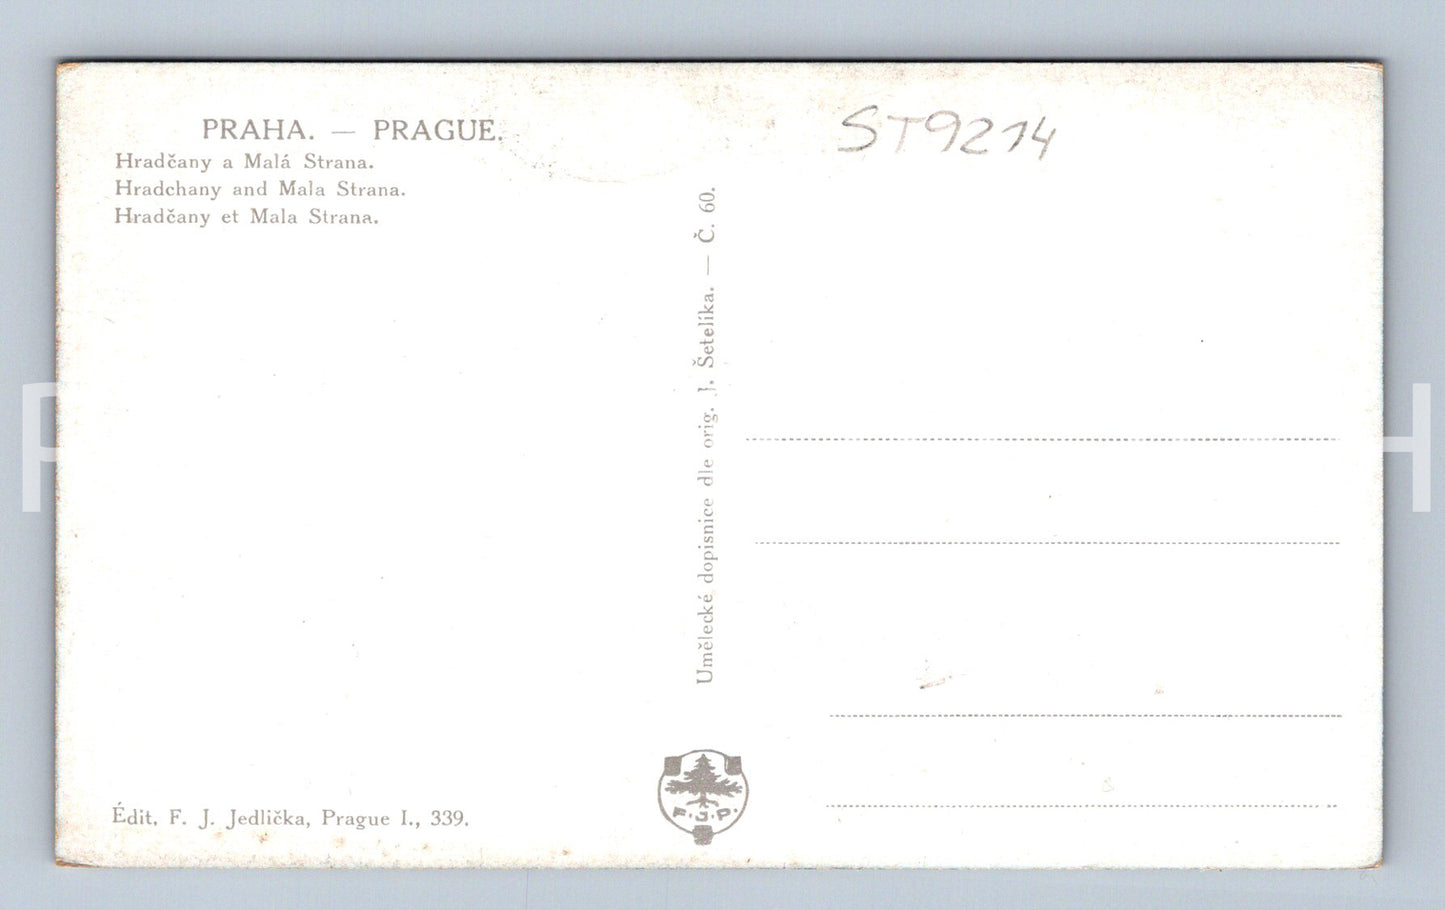 PRAHA. — PRAGUE.
Hradčany a Malá Strana.
Hradchany and Mala Strana.
Hradčany et Mala Strana.
ST9214
Umělecké dopisnice dle orig. J. Šetelíka. — Č. 60.
Édit. F. J. Jedlička, Prague I., 339.
F. J. P.